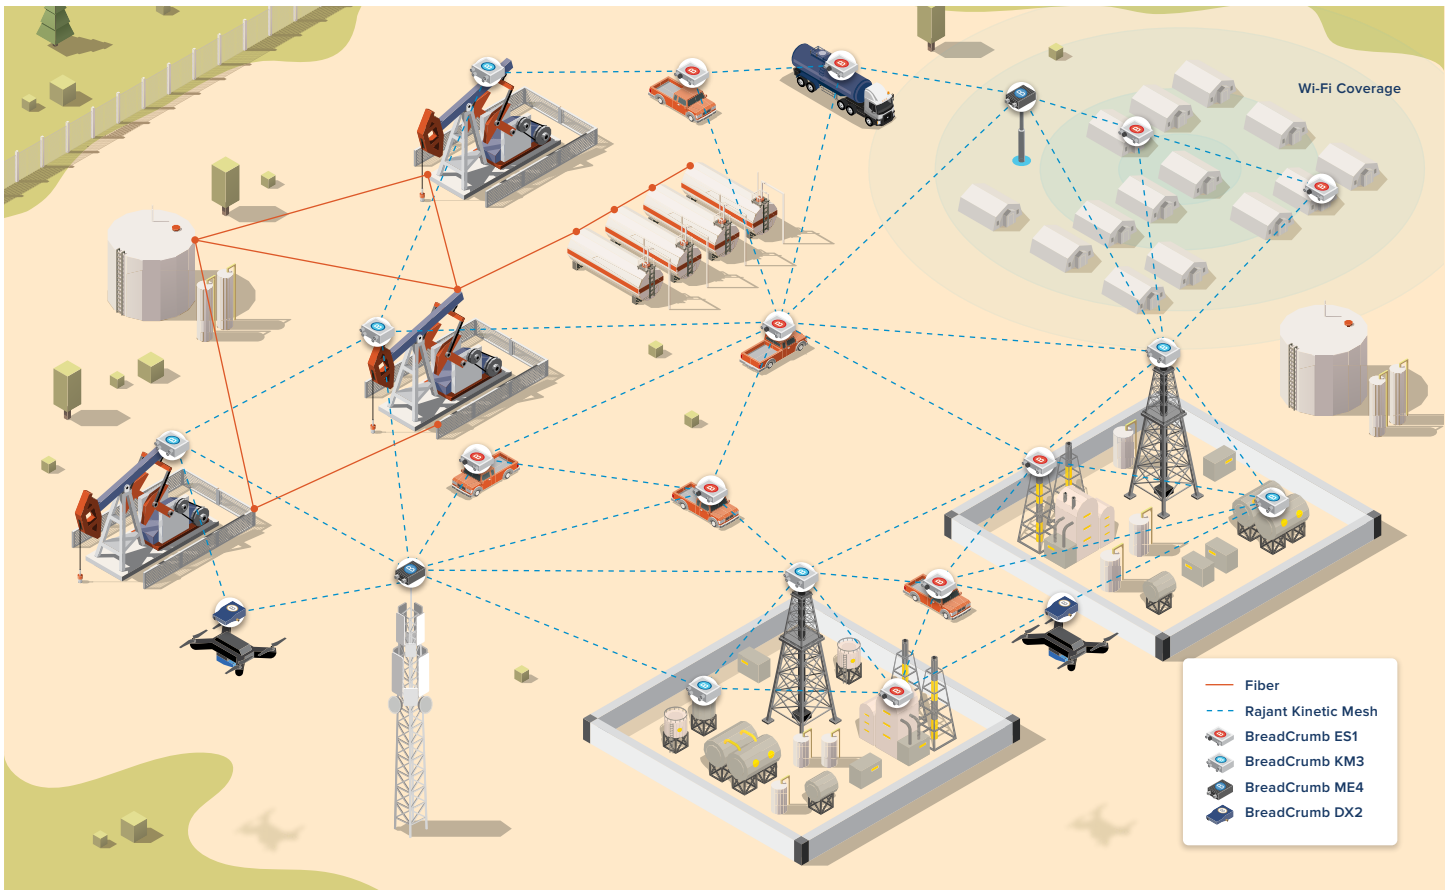 Wi-Fi Coverage
Fiber
Rajant Kinetic Mesh
BreadCrumb ES1
BreadCrumb KM3
BreadCrumb ME4
BreadCrumb DX2